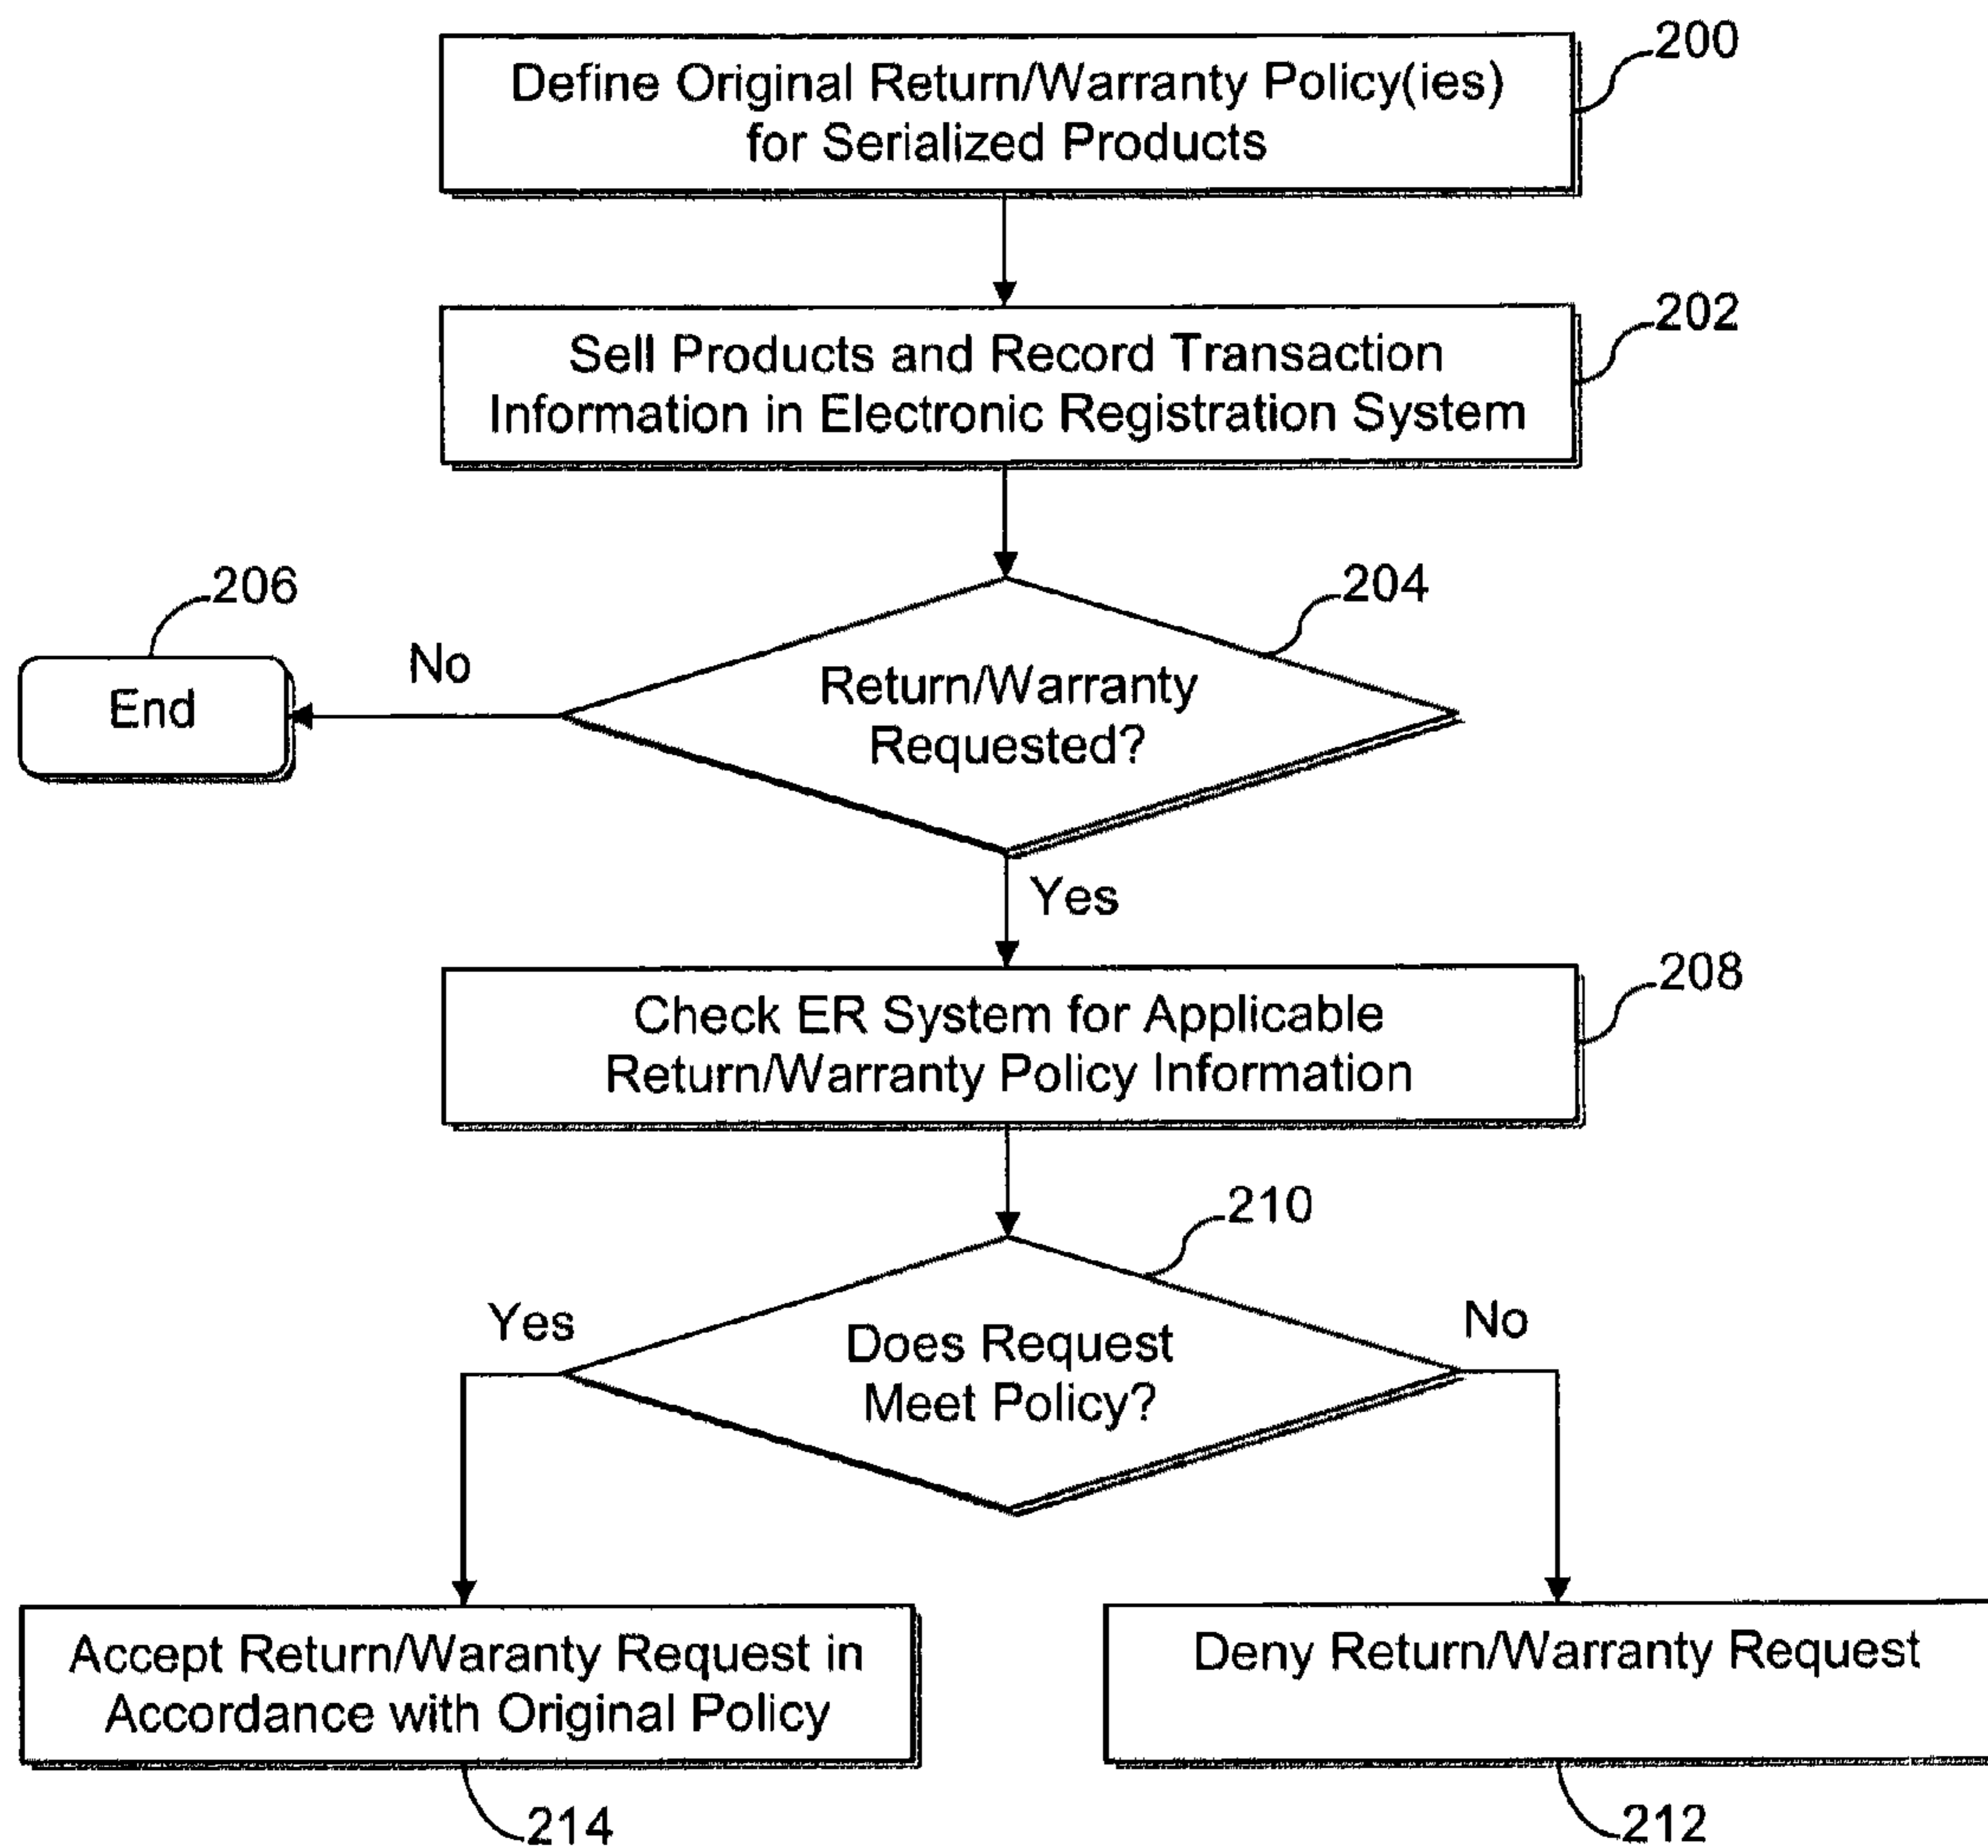 200
Define Original Return/Warranty Policy(ies)
for Serialized Products
202
Sell Products and Record Transaction
Information in Electronic Registration System
206
204
No
End
Return/Warranty
Requested?
Yes
208
Check ER System for Applicable
Return/Warranty Policy Information
210
Yes
No
Does Request
Meet Policy?
Accept Return/Waranty Request in
Accordance with Original Policy
Deny Return/Warranty Request
214
212